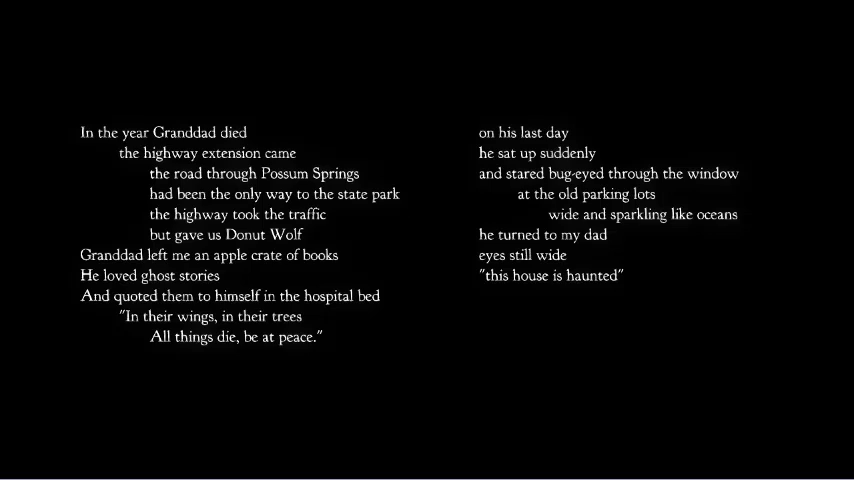 In the year Granddad died
the highway extension came
the road through Possum Springs
had been the only way to the state park
the highway took the traffic
but gave us Donut Wolf
Granddad left me an apple crate of books
He loved ghost stories
And quoted them to himself in the hospital bed
"In their wings, in their trees
All things die, be at peace."
on his last day
he sat up suddenly
and stared bug-eyed through the window
at the old parking lots
wide and sparkling like oceans
he turned to my dad
eyes still wide
"this house is haunted"